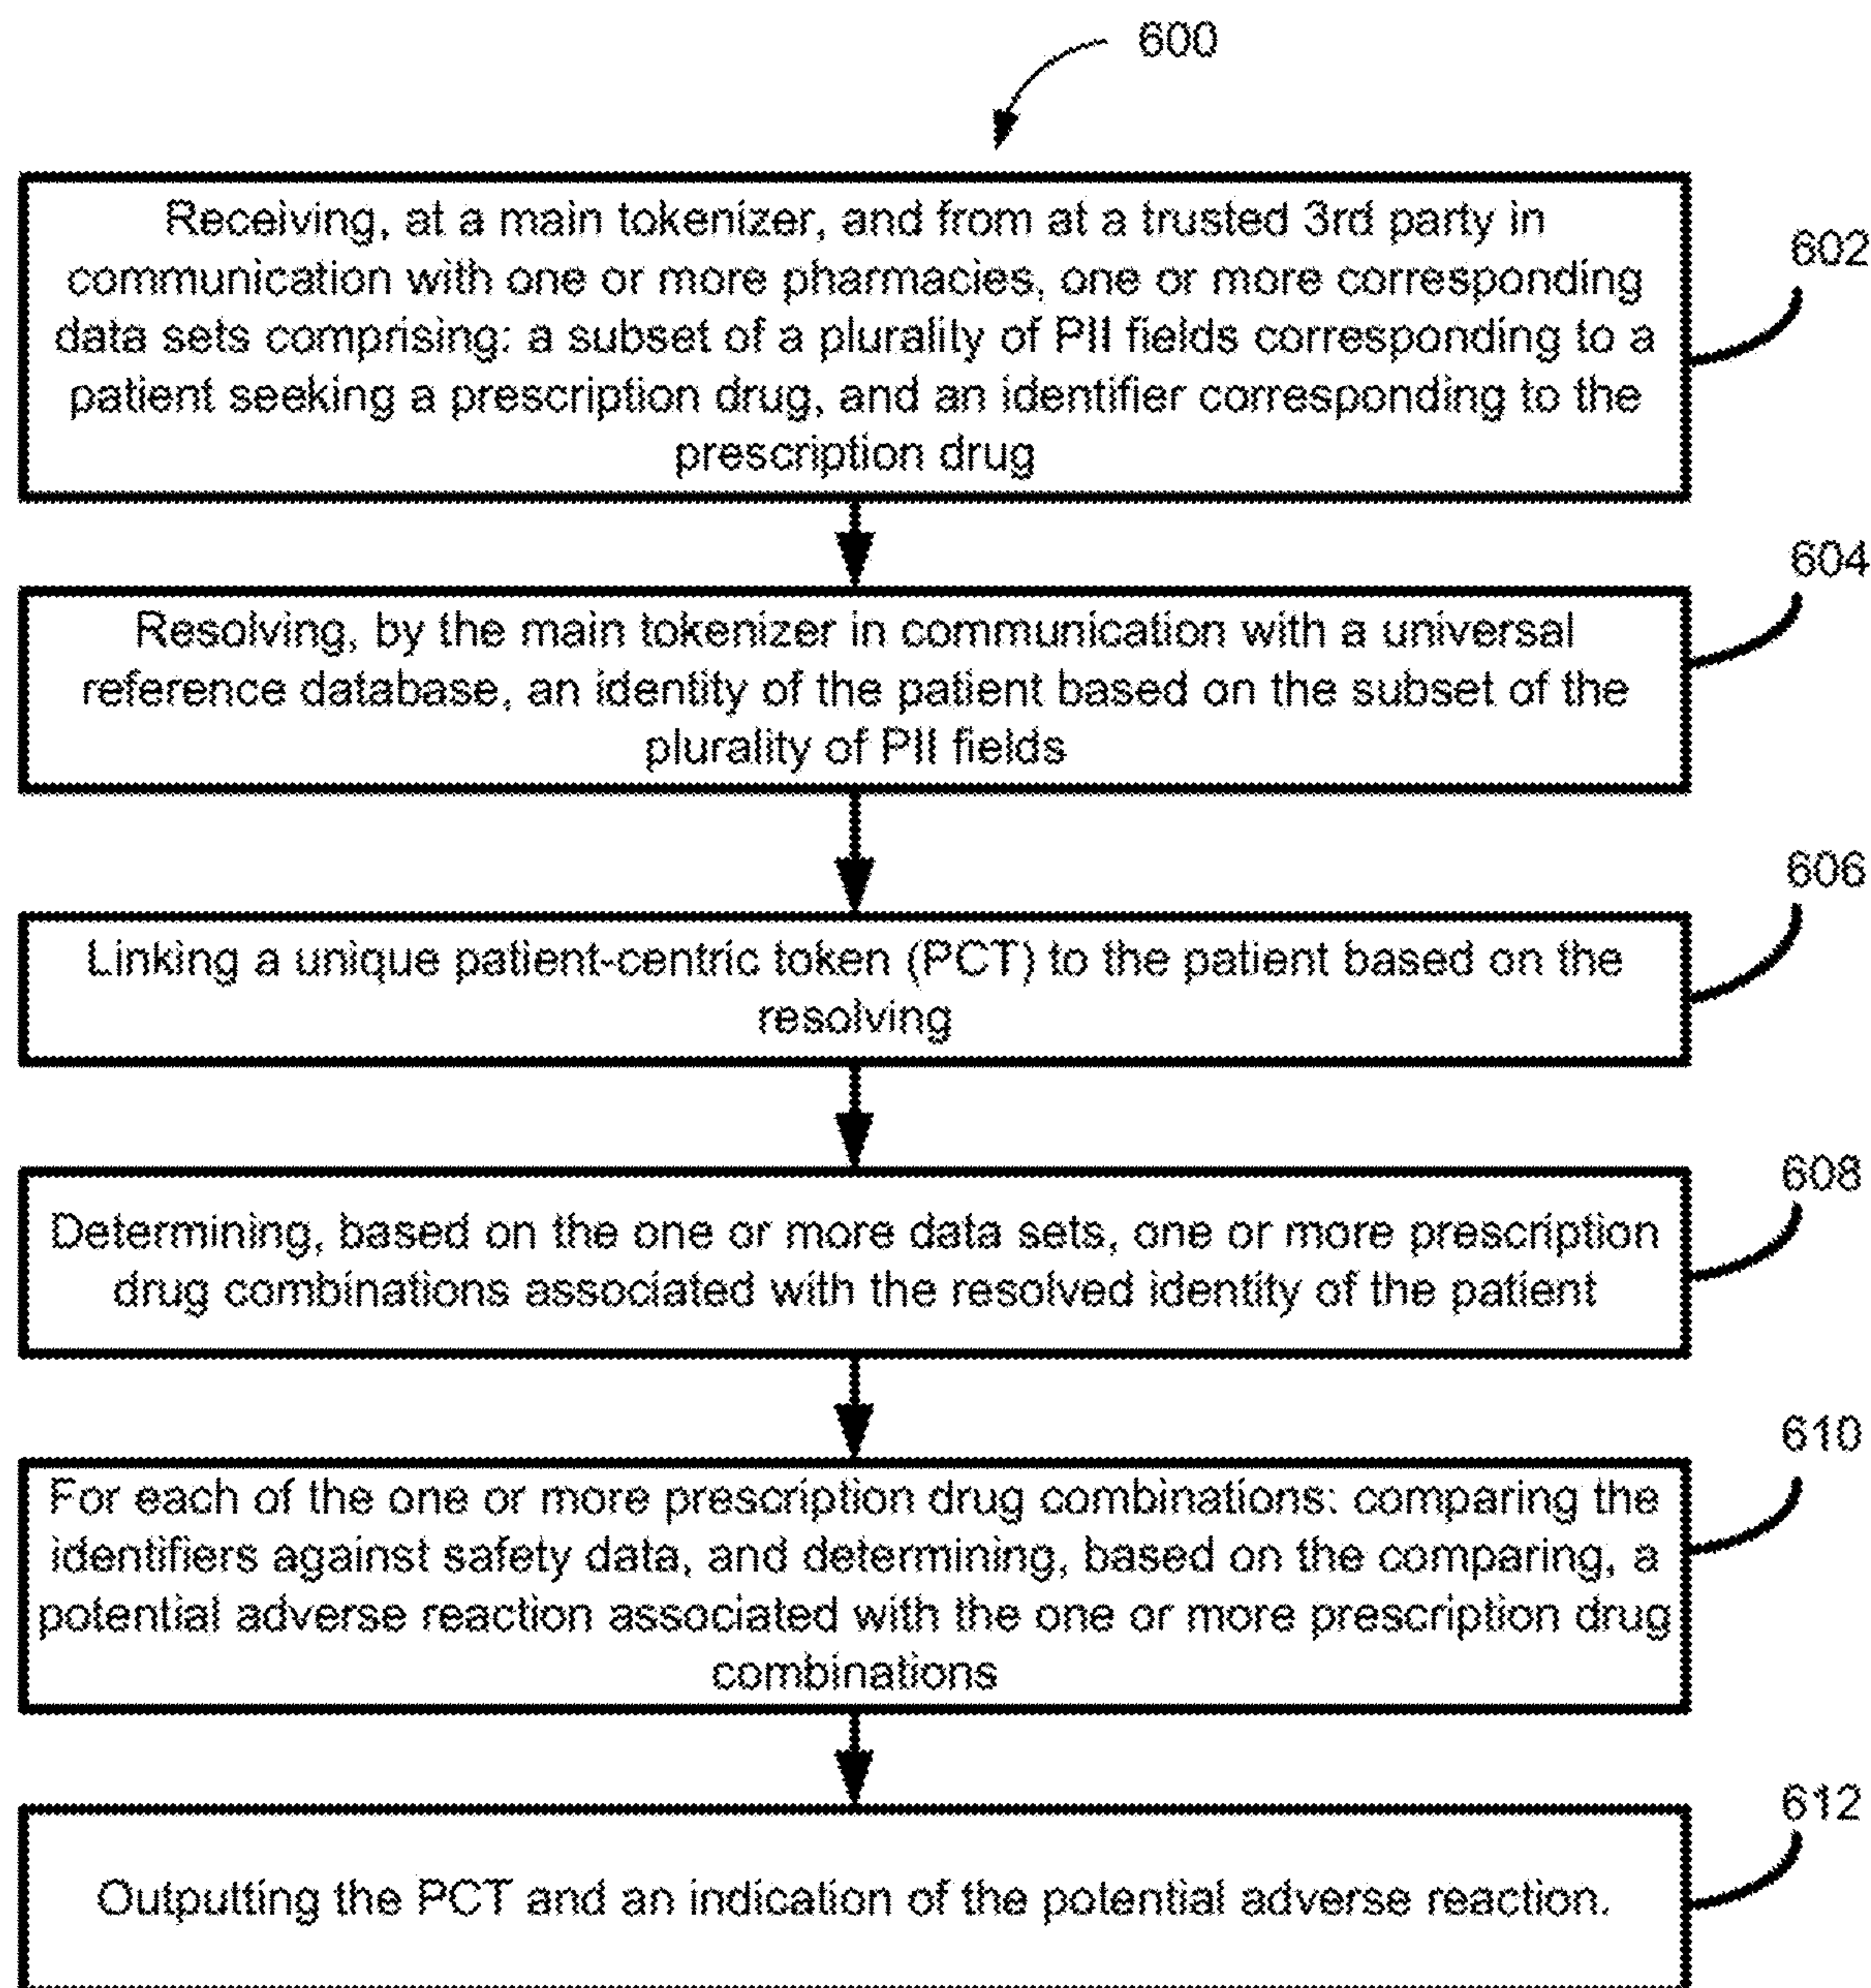 600
Receiving, at a main tokenizer, and from at a trusted 3rd party in
communication with one or more pharmacies, one or more corresponding
data sets comprising: a subset of a plurality of PII fields corresponding to a
patient seeking a prescription drug, and an identifier corresponding to the
prescription drug
602
Resolving, by the main tokenizer in communication with a universal
reference database, an identity of the patient based on the subset of the
plurality of PII fields
604
Linking a unique patient-centric token (PCT) to the patient based on the
resolving
606
Determining, based on the one or more data sets, one or more prescription
drug combinations associated with the resolved identity of the patient
608
For each of the one or more prescription drug combinations: comparing the
identifiers against safety data, and determining, based on the comparing, a
potential adverse reaction associated with the one or more prescription drug
combinations
610
Outputting the PCT and an indication of the potential adverse reaction.
612